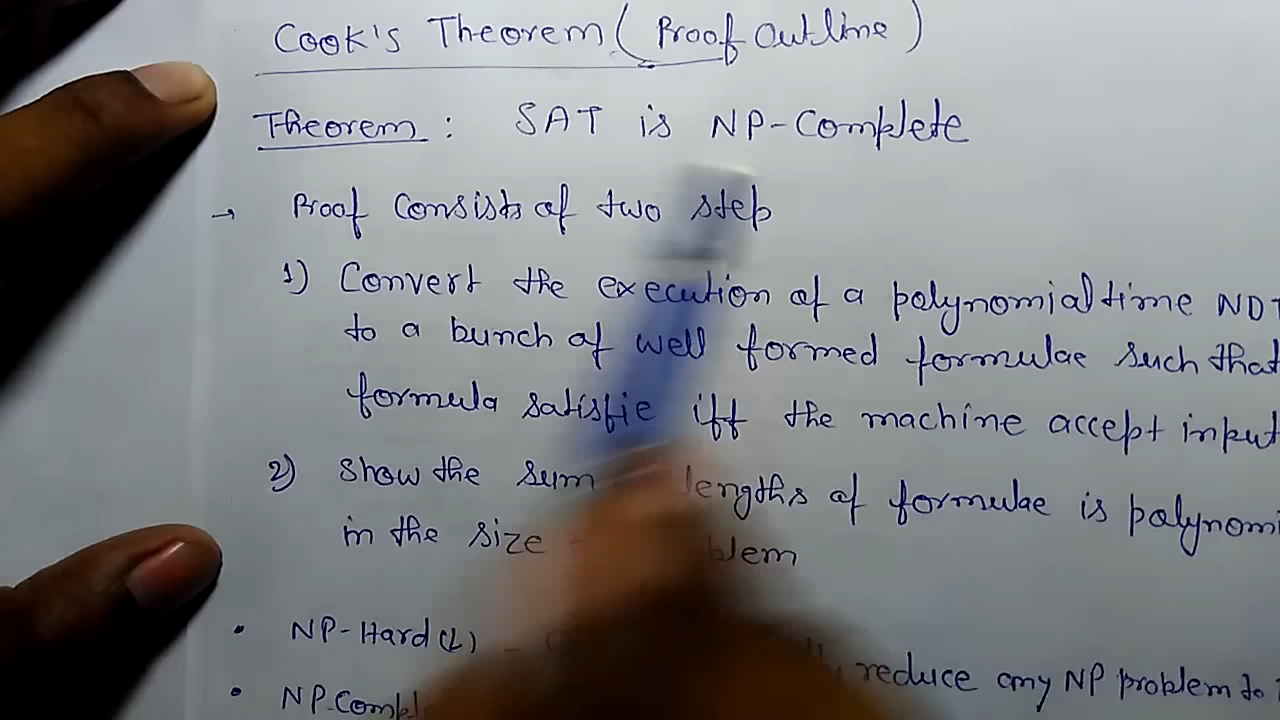 Cook's Theorem (Proof Outline)
Theorem: SAT is NP-Complete
→ Proof Consists of two step
1) Convert the execution of a polynomial time NDT
to a bunch of well formed formulae such that
formula satisfie iff the machine accept input
2) Show the sum lengths of formulae is polynomi
in the size blem
• NP-Hard (L) - reduce any NP problem to
• NP Compl